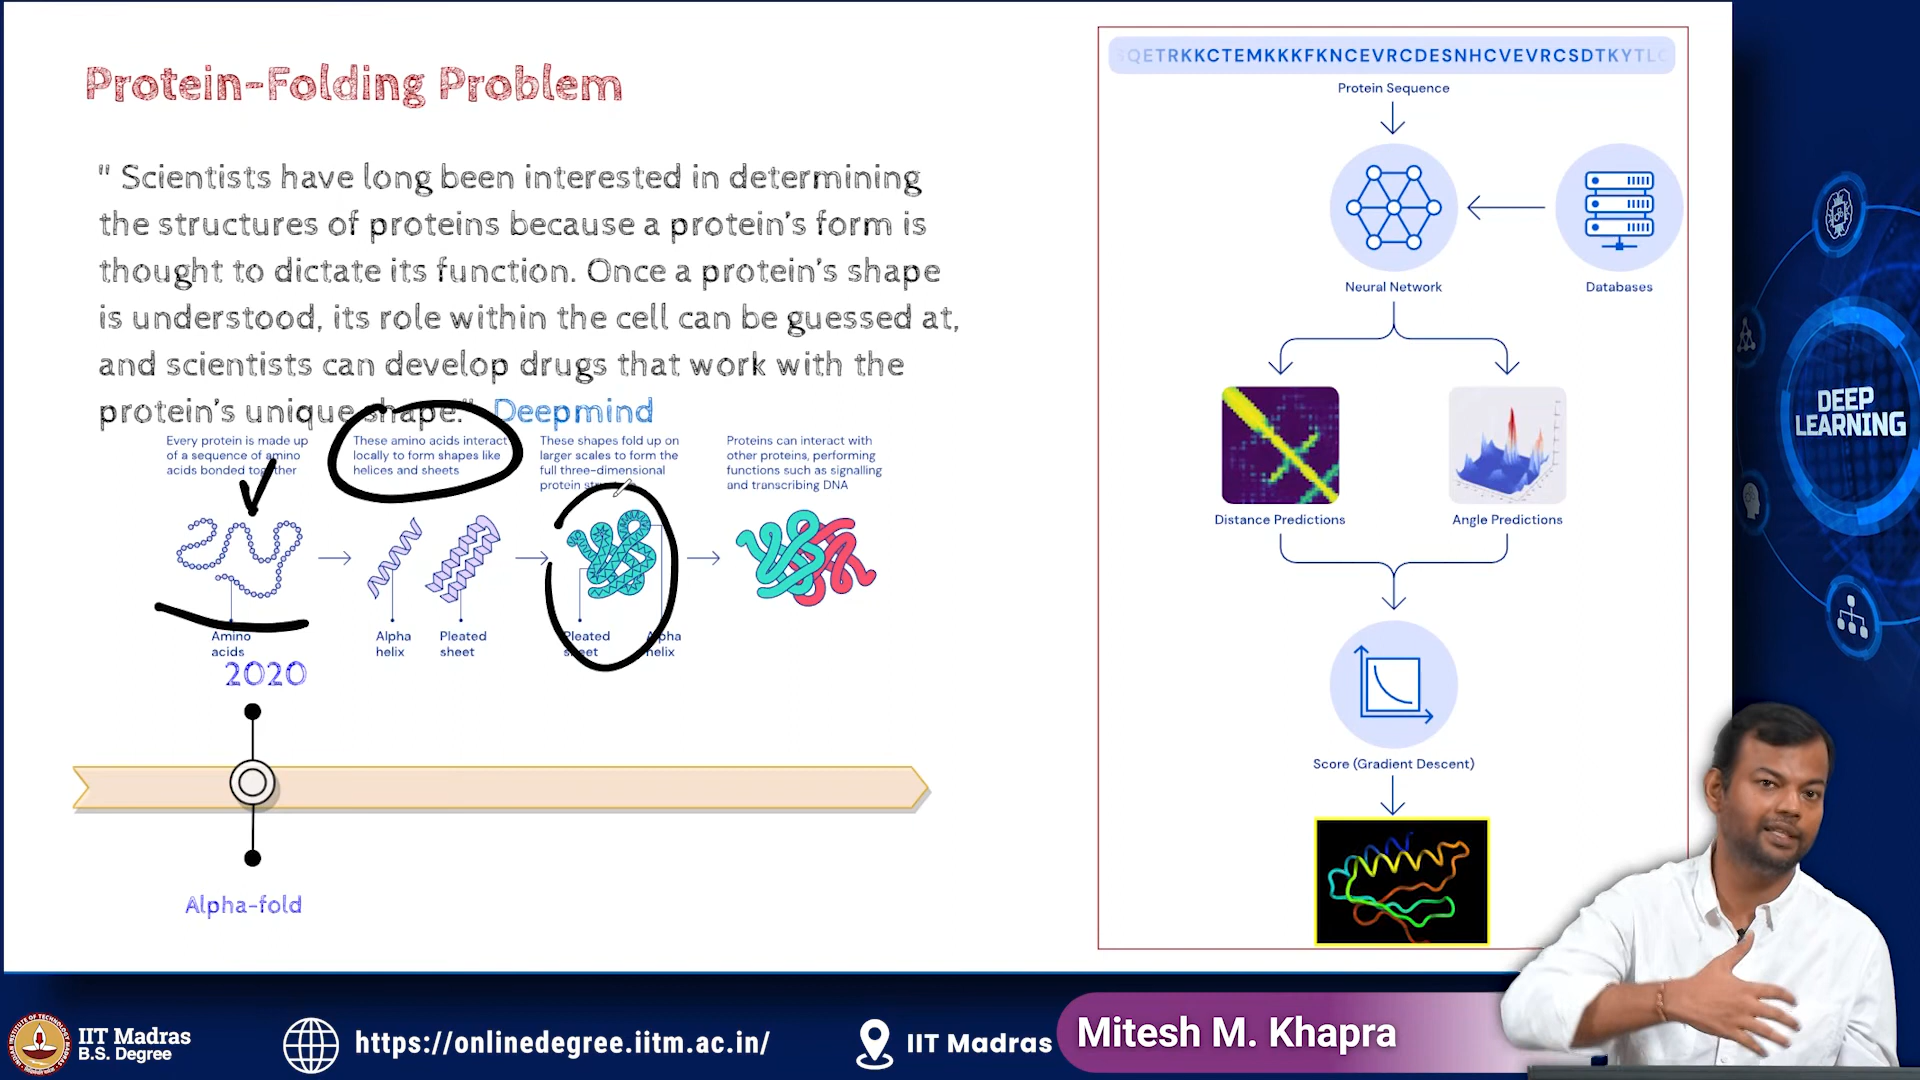 Protein-Folding Problem
" Scientists have long been interested in determining
the structures of proteins because a protein's form is
thought to dictate its function. Once a protein's shape
is understood, its role within the cell can be guessed at,
and scientists can develop drugs that work with the
protein's unique shape." Deepmind
Every protein is made up
of a sequence of amino
acids bonded together
These amino acids interact
locally to form shapes like
helices and sheets
These shapes fold up on
larger scales to form the
full three-dimensional
protein
Proteins can interact with
other proteins, performing
functions such as signalling
and transcribing DNA
Amino
acids
Alpha
helix
Pleated
sheet
Pleated
sheet
Alpha
helix
2020
Alpha-fold
SQETRKKCTEMKKKFKNCEVRCDESNHCVEVRCSDTKYTLC
Protein Sequence
Neural Network
Databases
Distance Predictions
Angle Predictions
Score (Gradient Descent)
DEEP
LEARNING
IIT Madras
B.S. Degree
https://onlinedegree.iitm.ac.in/
IIT Madras
Mitesh M. Khapra